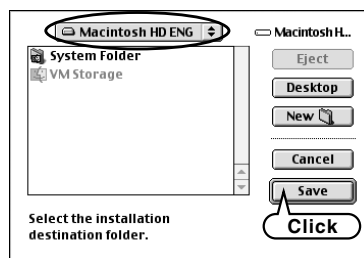 Macintosh HD ENG
Macintosh H...
System Folder
VM Storage
Eject
Desktop
New
Cancel
Save
Select the installation
destination folder.
Click